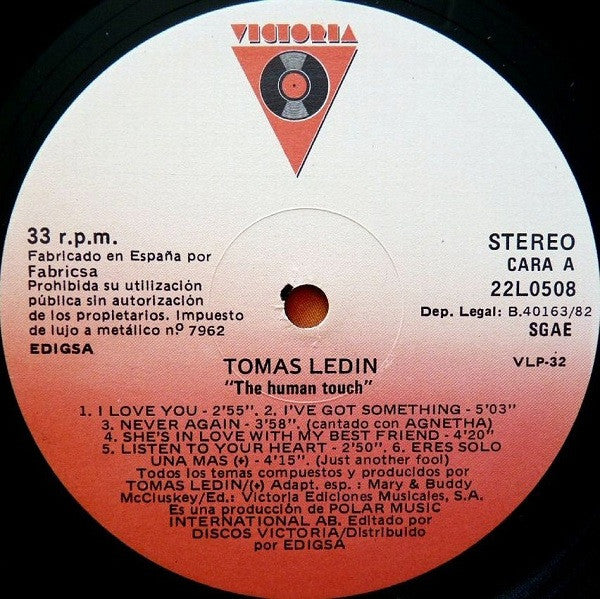 VICTORIA
33 r.p.m.
Fabricado en España por
Fabricsa
Prohibida su utilización
pública sin autorización
de los propietarios. Impuesto
de lujo a metálico nº 7962
EDIGSA
STEREO
CARA A
22L0508
Dep. Legal: B.40163/82
SGAE
VLP-32
TOMAS LEDIN
"The human touch"
1. I LOVE YOU - 2'55". 2. I'VE GOT SOMETHING - 5'03"
3. NEVER AGAIN - 3'58". (cantado con AGNETHA)
4. SHE'S IN LOVE WITH MY BEST FRIEND - 4'20"
5. LISTEN TO YOUR HEART - 2'50". 6. ERES SOLO
UNA MAS (+) - 4'15". (Just another fool)
Todos los temas compuestos y producidos por
TOMAS LEDIN/(+) Adapt. esp. : Mary & Buddy
McCluskey/Ed.: Victoria Ediciones Musicales, S.A.
Es una producción de POLAR MUSIC
INTERNATIONAL AB. Editado por
DISCOS VICTORIA/Distribuido
por EDIGSA